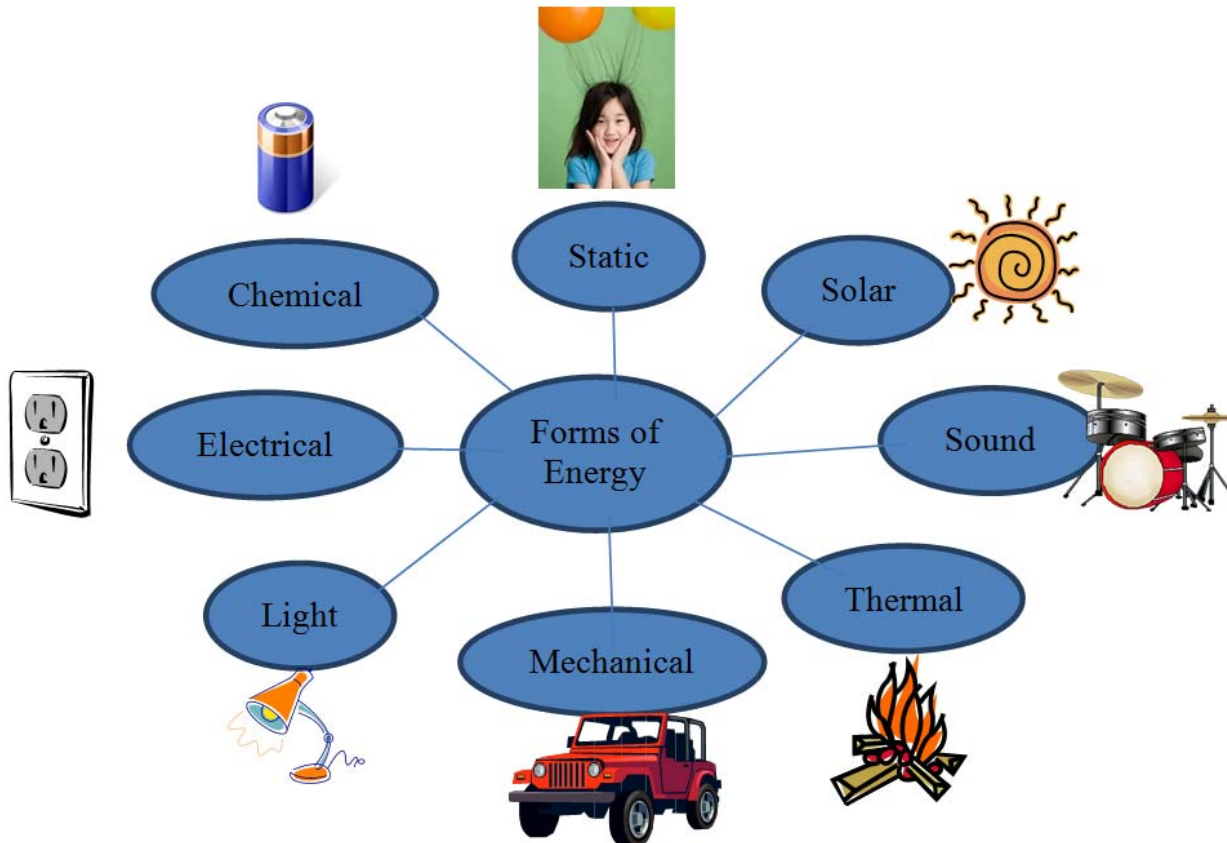 Static
Chemical
Solar
Forms of
Energy
Electrical
Sound
Light
Thermal
Mechanical